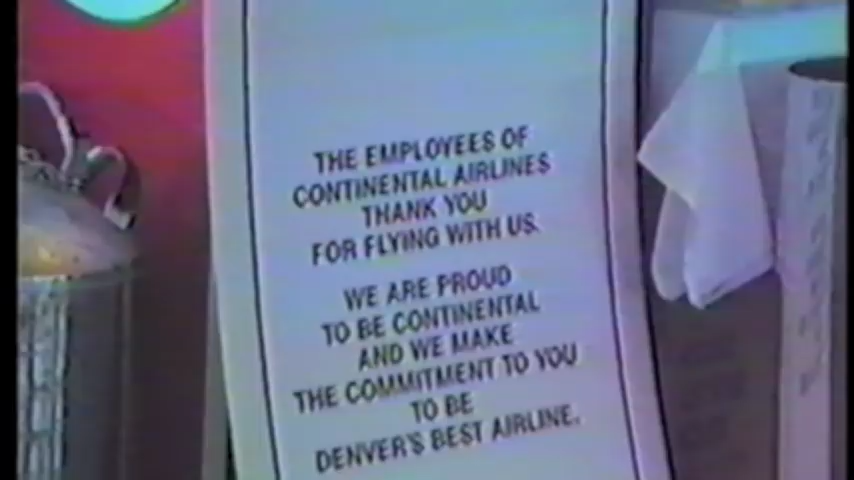 THE EMPLOYEES OF
CONTINENTAL AIRLINES
THANK YOU
FOR FLYING WITH US.
WE ARE PROUD
TO BE CONTINENTAL
AND WE MAKE
THE COMMITMENT TO YOU
TO BE
DENVER'S BEST AIRLINE.